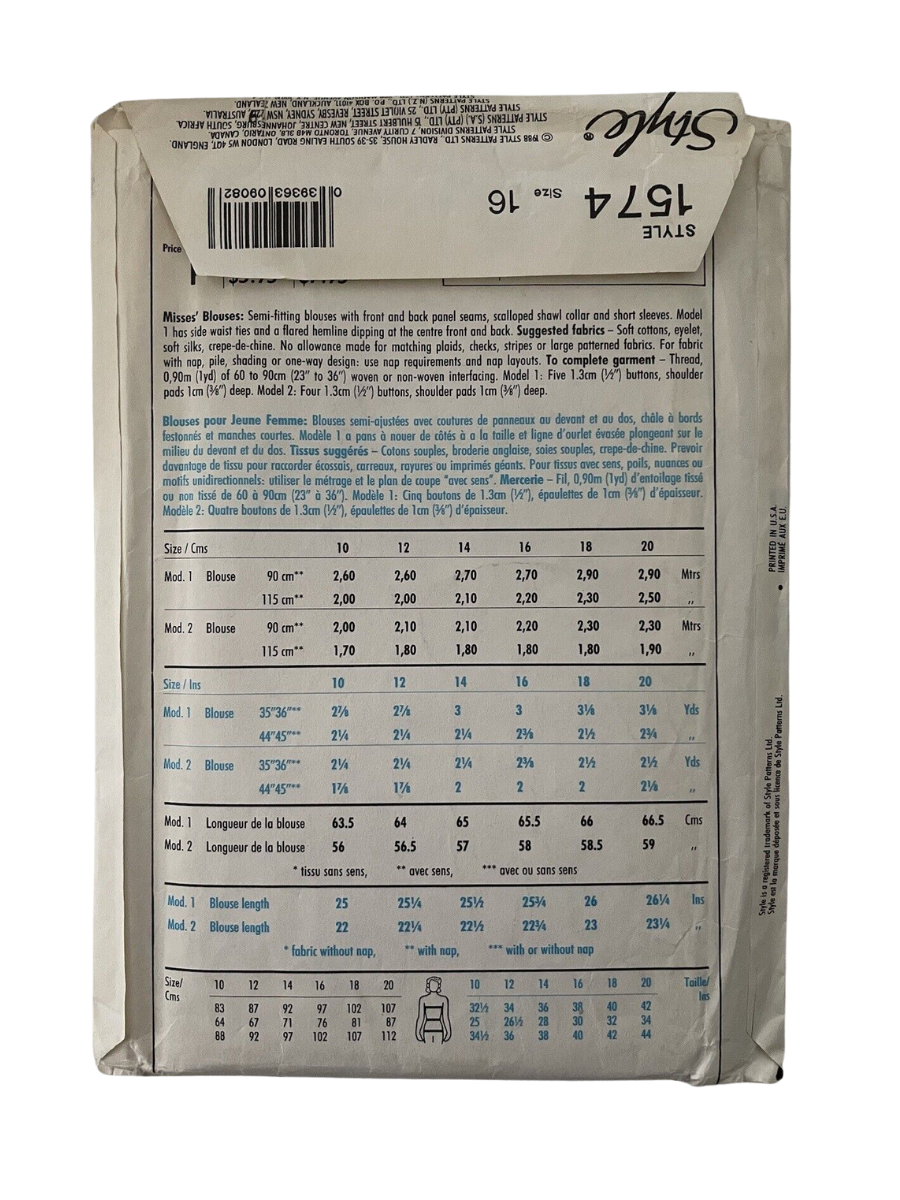 STYLE PATTERNS (N.Z.) LTD., P.O. BOX 41011, AUCKLAND, NEW ZEALAND.
STYLE PATTERNS (PTY) LTD., 25 VIOLET STREET, REVESBY, SYDNEY, NSW AUSTRALIA
STYLE PATTERNS (S.A.) (PTY) LTD., 15 HULBERT STREET, NEW CENTRE, JOHANNESBURG, SOUTH AFRICA.
STYLE PATTERNS DIVISION, 7 CURITY AVENUE, TORONTO M4B 3L8, ONTARIO, CANADA.
© 1988 STYLE PATTERNS LTD., RADLEY HOUSE, 35-39 SOUTH EALING ROAD, LONDON W5 4QT, ENGLAND.
Style®
0 39363 09082
STYLE
1574 Size 16
Price
Misses' Blouses: Semi-fitting blouses with front and back panel seams, scalloped shawl collar and short sleeves. Model
1 has side waist ties and a flared hemline dipping at the centre front and back. Suggested fabrics – Soft cottons, eyelet,
soft silks, crepe-de-chine. No allowance made for matching plaids, checks, stripes or large patterned fabrics. For fabric
with nap, pile, shading or one-way design: use nap requirements and nap layouts. To complete garment – Thread,
0,90m (1yd) of 60 to 90cm (23" to 36") woven or non-woven interfacing. Model 1: Five 1.3cm (½") buttons, shoulder
pads 1cm (⅜") deep. Model 2: Four 1.3cm (½") buttons, shoulder pads 1cm (⅜") deep.
Blouses pour Jeune Femme: Blouses semi-ajustées avec coutures de panneaux au devant et au dos, châle à bords
festonnés et manches courtes. Modèle 1 a pans à nouer de côtés à a la taille et ligne d'ourlet évasée plongeant sur le
milieu du devant et du dos. Tissus suggérés – Cotons souples, broderie anglaise, soies souples, crepe-de-chine. Prevoir
davantage de tissu pour raccorder écossais, carreaux, rayures ou imprimés géants. Pour tissus avec sens, poils, nuances ou
motifs unidirectionnels: utiliser le métrage et le plan de coupe "avec sens". Mercerie – Fil, 0,90m (1yd) d'entoilage tissé
ou non tissé de 60 à 90cm (23" à 36"). Modèle 1: Cinq boutons de 1.3cm (½"), épaulettes de 1cm (⅜") d'épaisseur.
Modèle 2: Quatre boutons de 1.3cm (½"), épaulettes de 1cm (⅜") d'épaisseur.
Size / Cms 10 12 14 16 18 20
Mod. 1 Blouse 90 cm** 2,60 2,60 2,70 2,70 2,90 2,90 Mtrs
115 cm** 2,00 2,00 2,10 2,20 2,30 2,50 ,,
Mod. 2 Blouse 90 cm** 2,00 2,10 2,10 2,20 2,30 2,30 Mtrs
115 cm** 1,70 1,80 1,80 1,80 1,80 1,90 ,,
Size / Ins 10 12 14 16 18 20
Mod. 1 Blouse 35"36"** 2⅞ 2⅞ 3 3 3⅛ 3⅛ Yds
44"45"** 2¼ 2¼ 2¼ 2⅜ 2½ 2¾ ,,
Mod. 2 Blouse 35"36"** 2¼ 2¼ 2¼ 2⅜ 2½ 2½ Yds
44"45"** 1⅞ 1⅞ 2 2 2 2⅛ ,,
Mod. 1 Longueur de la blouse 63.5 64 65 65.5 66 66.5 Cms
Mod. 2 Longueur de la blouse 56 56.5 57 58 58.5 59 ,,
* tissu sans sens, ** avec sens, *** avec ou sans sens
Mod. 1 Blouse length 25 25¼ 25½ 25¾ 26 26¼ Ins
Mod. 2 Blouse length 22 22¼ 22½ 22¾ 23 23¼ ,,
* fabric without nap, ** with nap, *** with or without nap
Size/ Cms 10 12 14 16 18 20 10 12 14 16 18 20 Taille/ Ins
83 87 92 97 102 107 32½ 34 36 38 40 42
64 67 71 76 81 87 25 26½ 28 30 32 34
88 92 97 102 107 112 34½ 36 38 40 42 44
Style is a registered trademark of Style Patterns Ltd.
Style est la marque déposée et sous licence de Style Patterns Ltd.
• PRINTED IN U.S.A.
IMPRIMÉ AUX E.U.